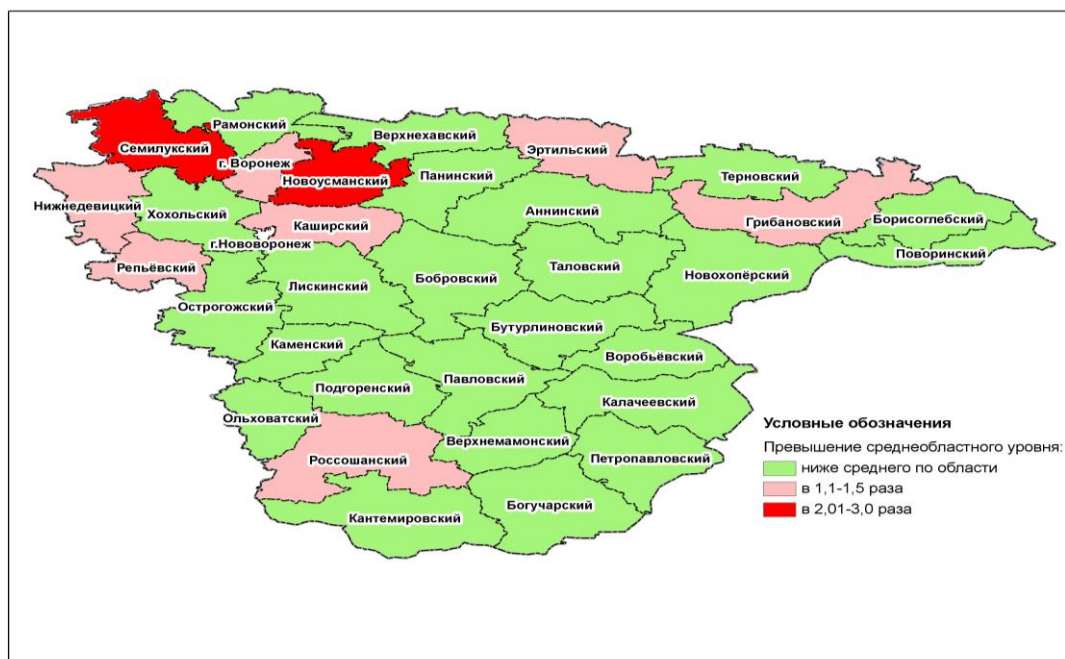 Рамонский
Верхнехавский
Семилукский
г. Воронеж
Эртильский
Новоусманский
Панинский
Терновский
Нижнедевицкий
Хохольский
Аннинский
Каширский
Грибановский
Борисоглебский
г.Нововоронеж
Поворинский
Репьёвский
Бобровский
Таловский
Новохопёрский
Лискинский
Острогожский
Бутурлиновский
Каменский
Воробьёвский
Подгоренский
Павловский
Калачеевский
Ольховатский
Верхнемамонский
Россошанский
Петропавловский
Богучарский
Кантемировский
Условные обозначения
Превышение среднеобластного уровня:
ниже среднего по области
в 1,1-1,5 раза
в 2,01-3,0 раза